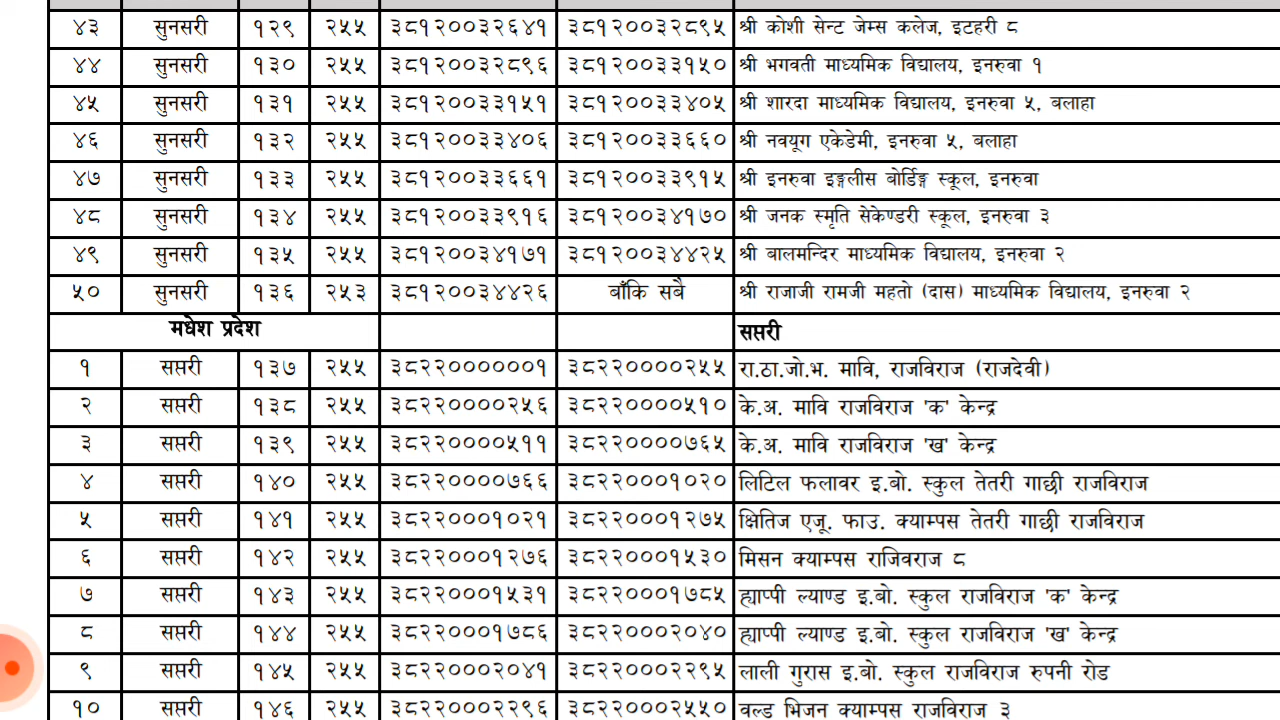 ४३ सुनसरी १२९ २५५ ३८१२००३२६४१ ३८१२००३२८९५ श्री कोशी सेन्ट जेम्स कलेज, इटहरी ८
४४ सुनसरी १३० २५५ ३८१२००३२८९६ ३८१२००३३१५० श्री भगवती माध्यमिक विद्यालय, इनरुवा १
४५ सुनसरी १३१ २५५ ३८१२००३३१५१ ३८१२००३३४०५ श्री शारदा माध्यमिक विद्यालय, इनरुवा ५, बलाहा
४६ सुनसरी १३२ २५५ ३८१२००३३४०६ ३८१२००३३६६० श्री नवयूग एकेडेमी, इनरुवा ५, बलाहा
४७ सुनसरी १३३ २५५ ३८१२००३३६६१ ३८१२००३३९१५ श्री इनरुवा इङ्गलीस बोर्डिङ्ग स्कूल, इनरुवा
४८ सुनसरी १३४ २५५ ३८१२००३३९१६ ३८१२००३४१७० श्री जनक स्मृति सेकेण्डरी स्कूल, इनरुवा ३
४९ सुनसरी १३५ २५५ ३८१२००३४१७१ ३८१२००३४४२५ श्री बालमन्दिर माध्यमिक विद्यालय, इनरुवा २
५० सुनसरी १३६ २५३ ३८१२००३४४२६ बाँकि सबै श्री राजाजी रामजी महतो (दास) माध्यमिक विद्यालय, इनरुवा २
मधेश प्रदेश सप्तरी
१ सप्तरी १३७ २५५ ३८२२०००००००१ ३८२२००००२५५ रा.ठा.जो.भ. मावि, राजविराज (राजदेवी)
२ सप्तरी १३८ २५५ ३८२२००००२५६ ३८२२००००५१० के.अ. मावि राजविराज 'क' केन्द्र
३ सप्तरी १३९ २५५ ३८२२००००५११ ३८२२००००७६५ के.अ. मावि राजविराज 'ख' केन्द्र
४ सप्तरी १४० २५५ ३८२२००००७६६ ३८२२०००१०२० लिटिल फलावर इ.बो. स्कुल तेतरी गाछी राजविराज
५ सप्तरी १४१ २५५ ३८२२०००१०२१ ३८२२०००१२७५ क्षितिज एजू. फाउ. क्याम्पस तेतरी गाछी राजविराज
६ सप्तरी १४२ २५५ ३८२२०००१२७६ ३८२२०००१५३० मिसन क्याम्पस राजिवराज ८
७ सप्तरी १४३ २५५ ३८२२०००१५३१ ३८२२०००१७८५ ह्याप्पी ल्याण्ड इ.बो. स्कुल राजविराज 'क' केन्द्र
८ सप्तरी १४४ २५५ ३८२२०००१७८६ ३८२२०००२०४० ह्याप्पी ल्याण्ड इ.बो. स्कुल राजविराज 'ख' केन्द्र
९ सप्तरी १४५ २५५ ३८२२०००२०४१ ३८२२०००२२९५ लाली गुरास इ.बो. स्कुल राजविराज रुपनी रोड
१० सप्तरी १४६ २५५ ३८२२०००२२९६ ३८२२०००२५५० वल्ड भिजन क्याम्पस राजविराज ३